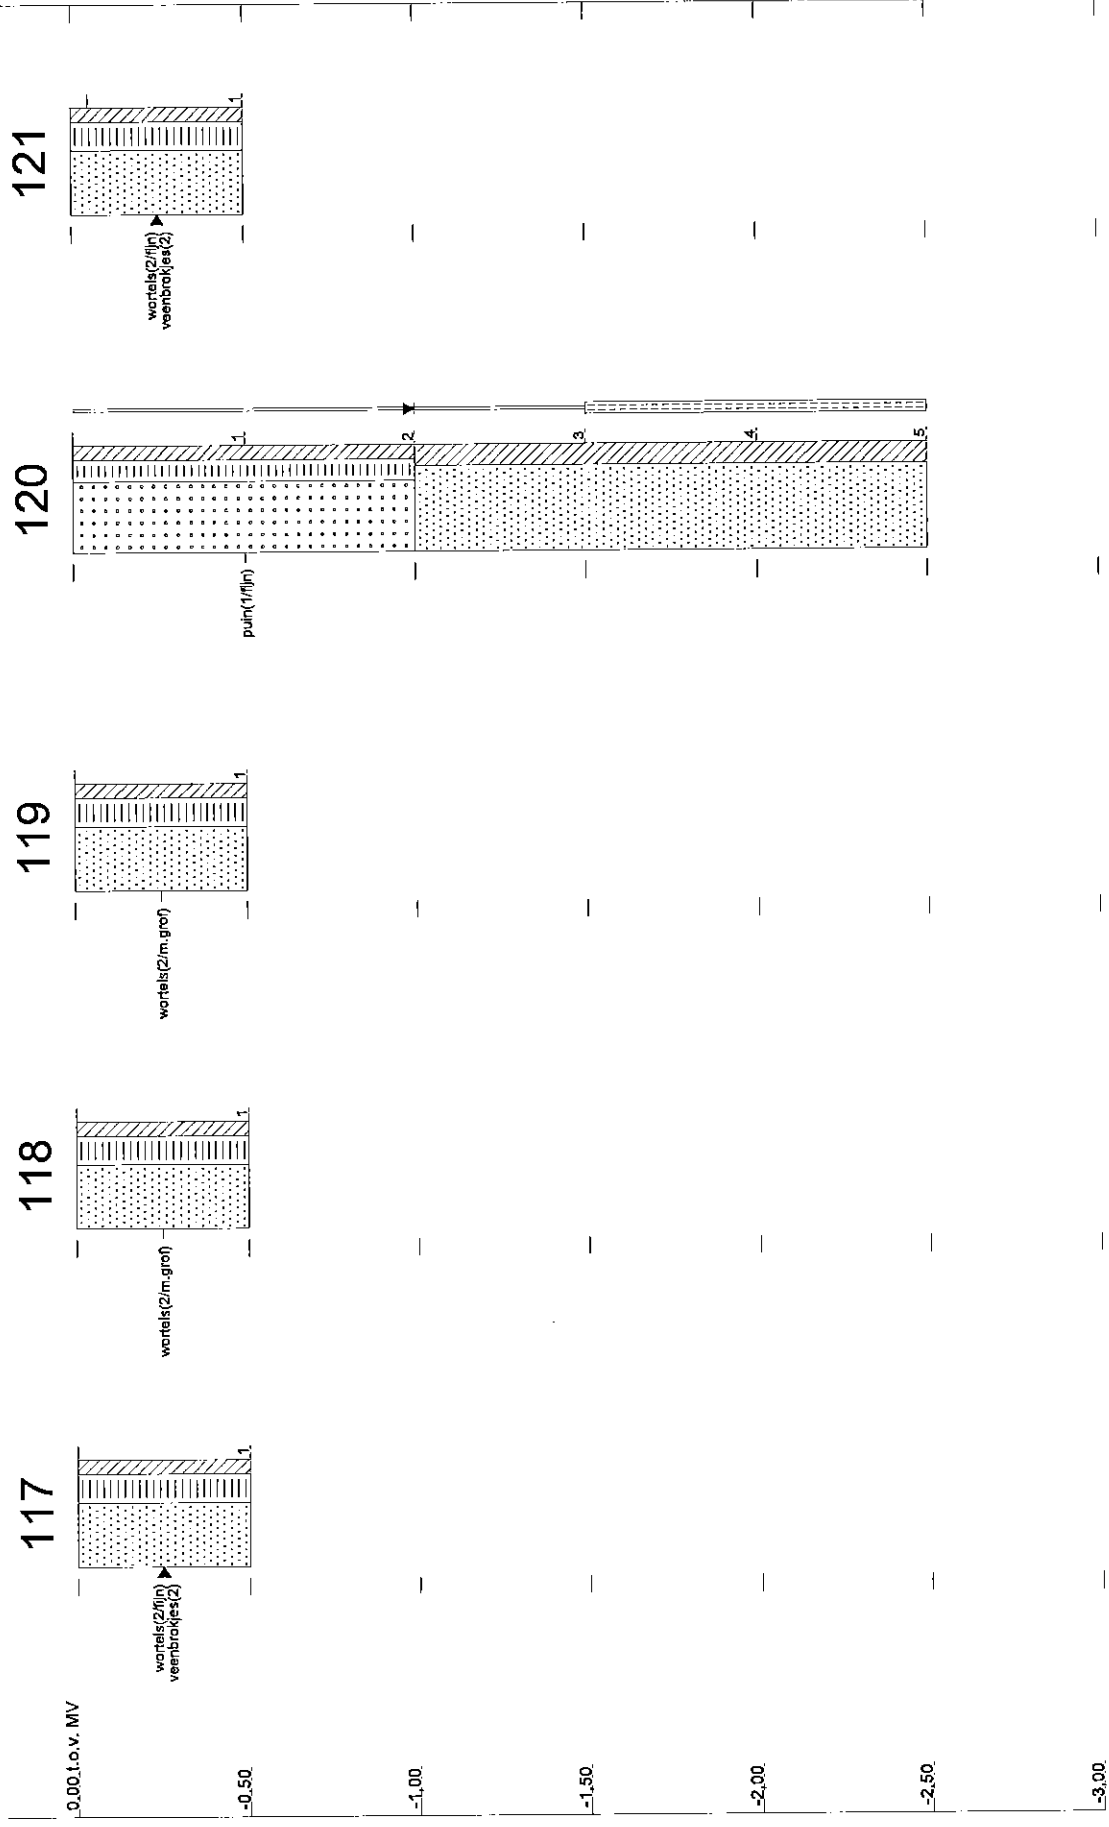 117
118
119
120
121
0,00 t.o.v. MV
-0,50
-1,00
-1,50
-2,00
-2,50
-3,00
wortels(2/fijn)
veenbrokjes(2)
1
wortels(2/m.grof)
1
wortels(2/m.grof)
1
puin(1/fijn)
1
2
3
4
5
wortels(2/fijn)
veenbrokjes(2)
1